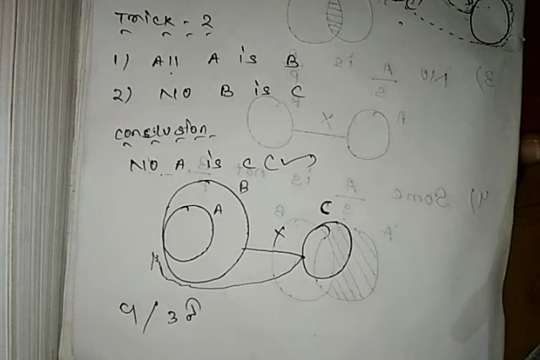 Trick - 2
1) All A is B
2) No B is C
Conclusion
No A is C (✓)
B
A
C
X